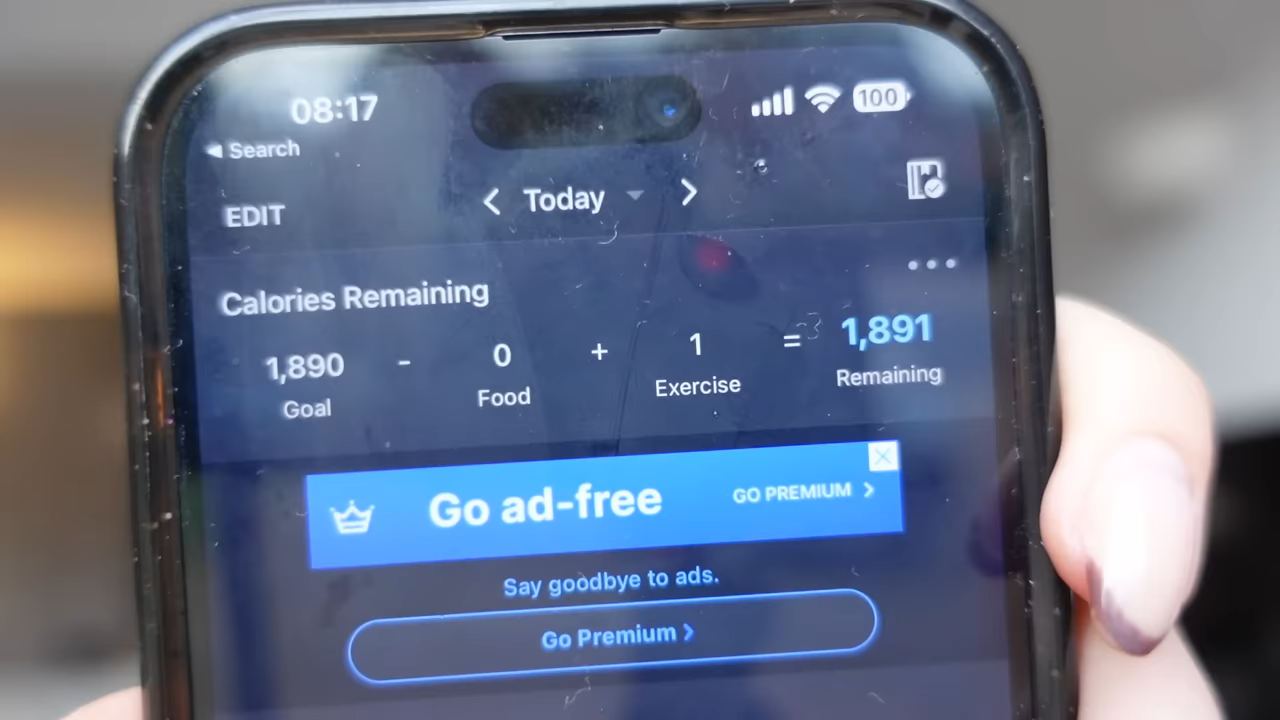 08:17
100
◀ Search
EDIT
Today
Calories Remaining
1,890 - 0 + 1 = 1,891
Goal Food Exercise Remaining
Go ad-free GO PREMIUM >
Say goodbye to ads.
Go Premium >